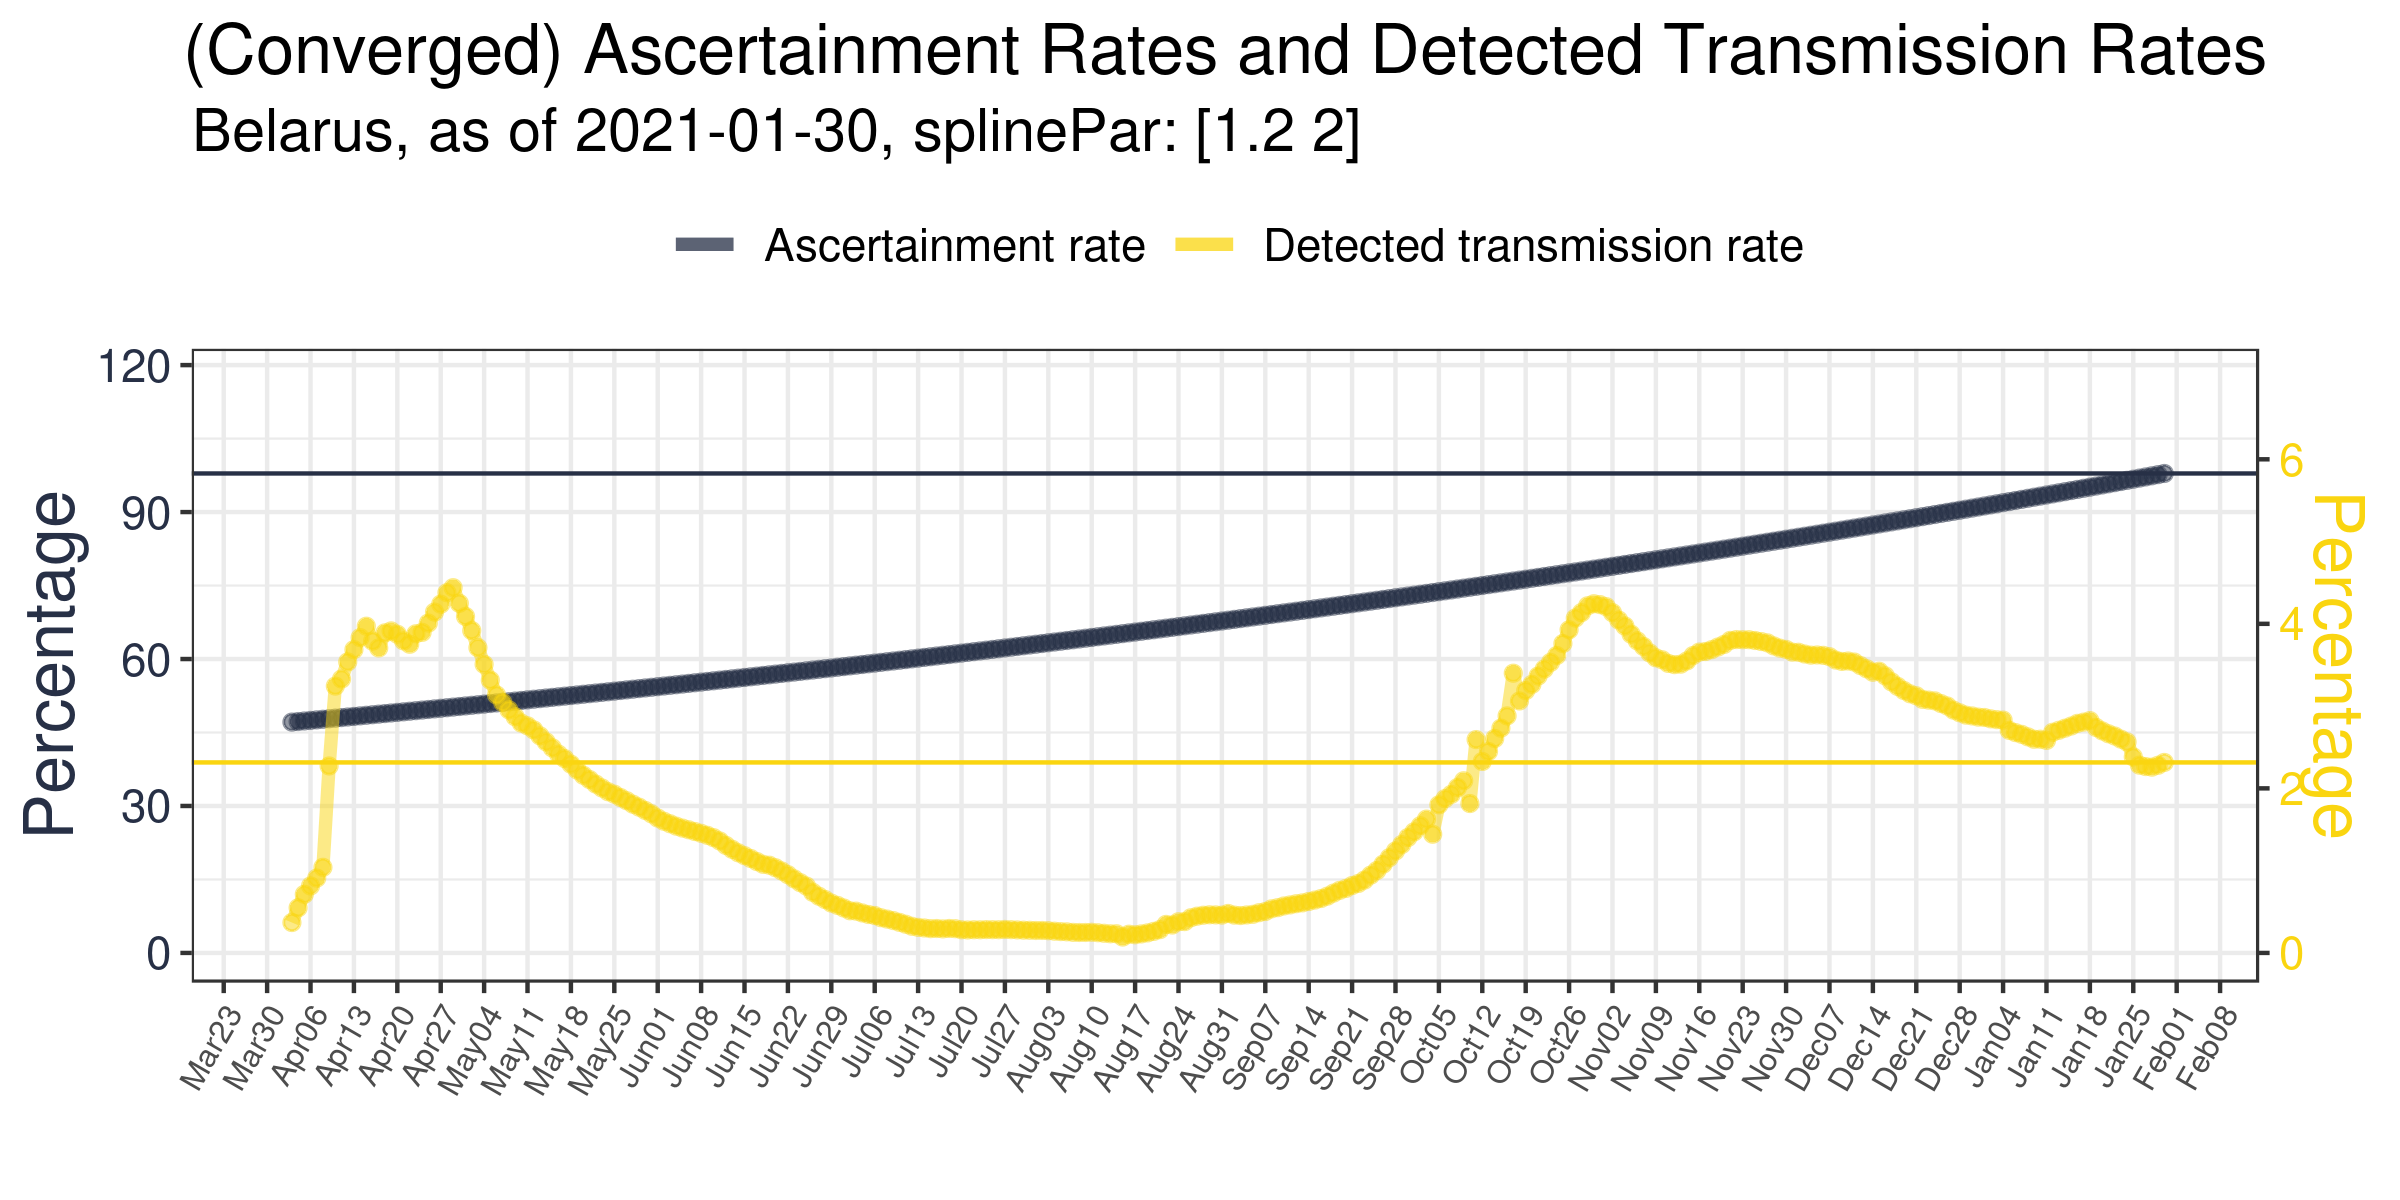 (Converged) Ascertainment Rates and Detected Transmission Rates
Belarus, as of 2021-01-30, splinePar: [1.2 2]
Ascertainment rate
Detected transmission rate
Percentage
120
90
60
30
0
6
4
2
0
Percentage
Mar23
Mar30
Apr06
Apr13
Apr20
Apr27
May04
May11
May18
May25
Jun01
Jun08
Jun15
Jun22
Jun29
Jul06
Jul13
Jul20
Jul27
Aug03
Aug10
Aug17
Aug24
Aug31
Sep07
Sep14
Sep21
Sep28
Oct05
Oct12
Oct19
Oct26
Nov02
Nov09
Nov16
Nov23
Nov30
Dec07
Dec14
Dec21
Dec28
Jan04
Jan11
Jan18
Jan25
Feb01
Feb08